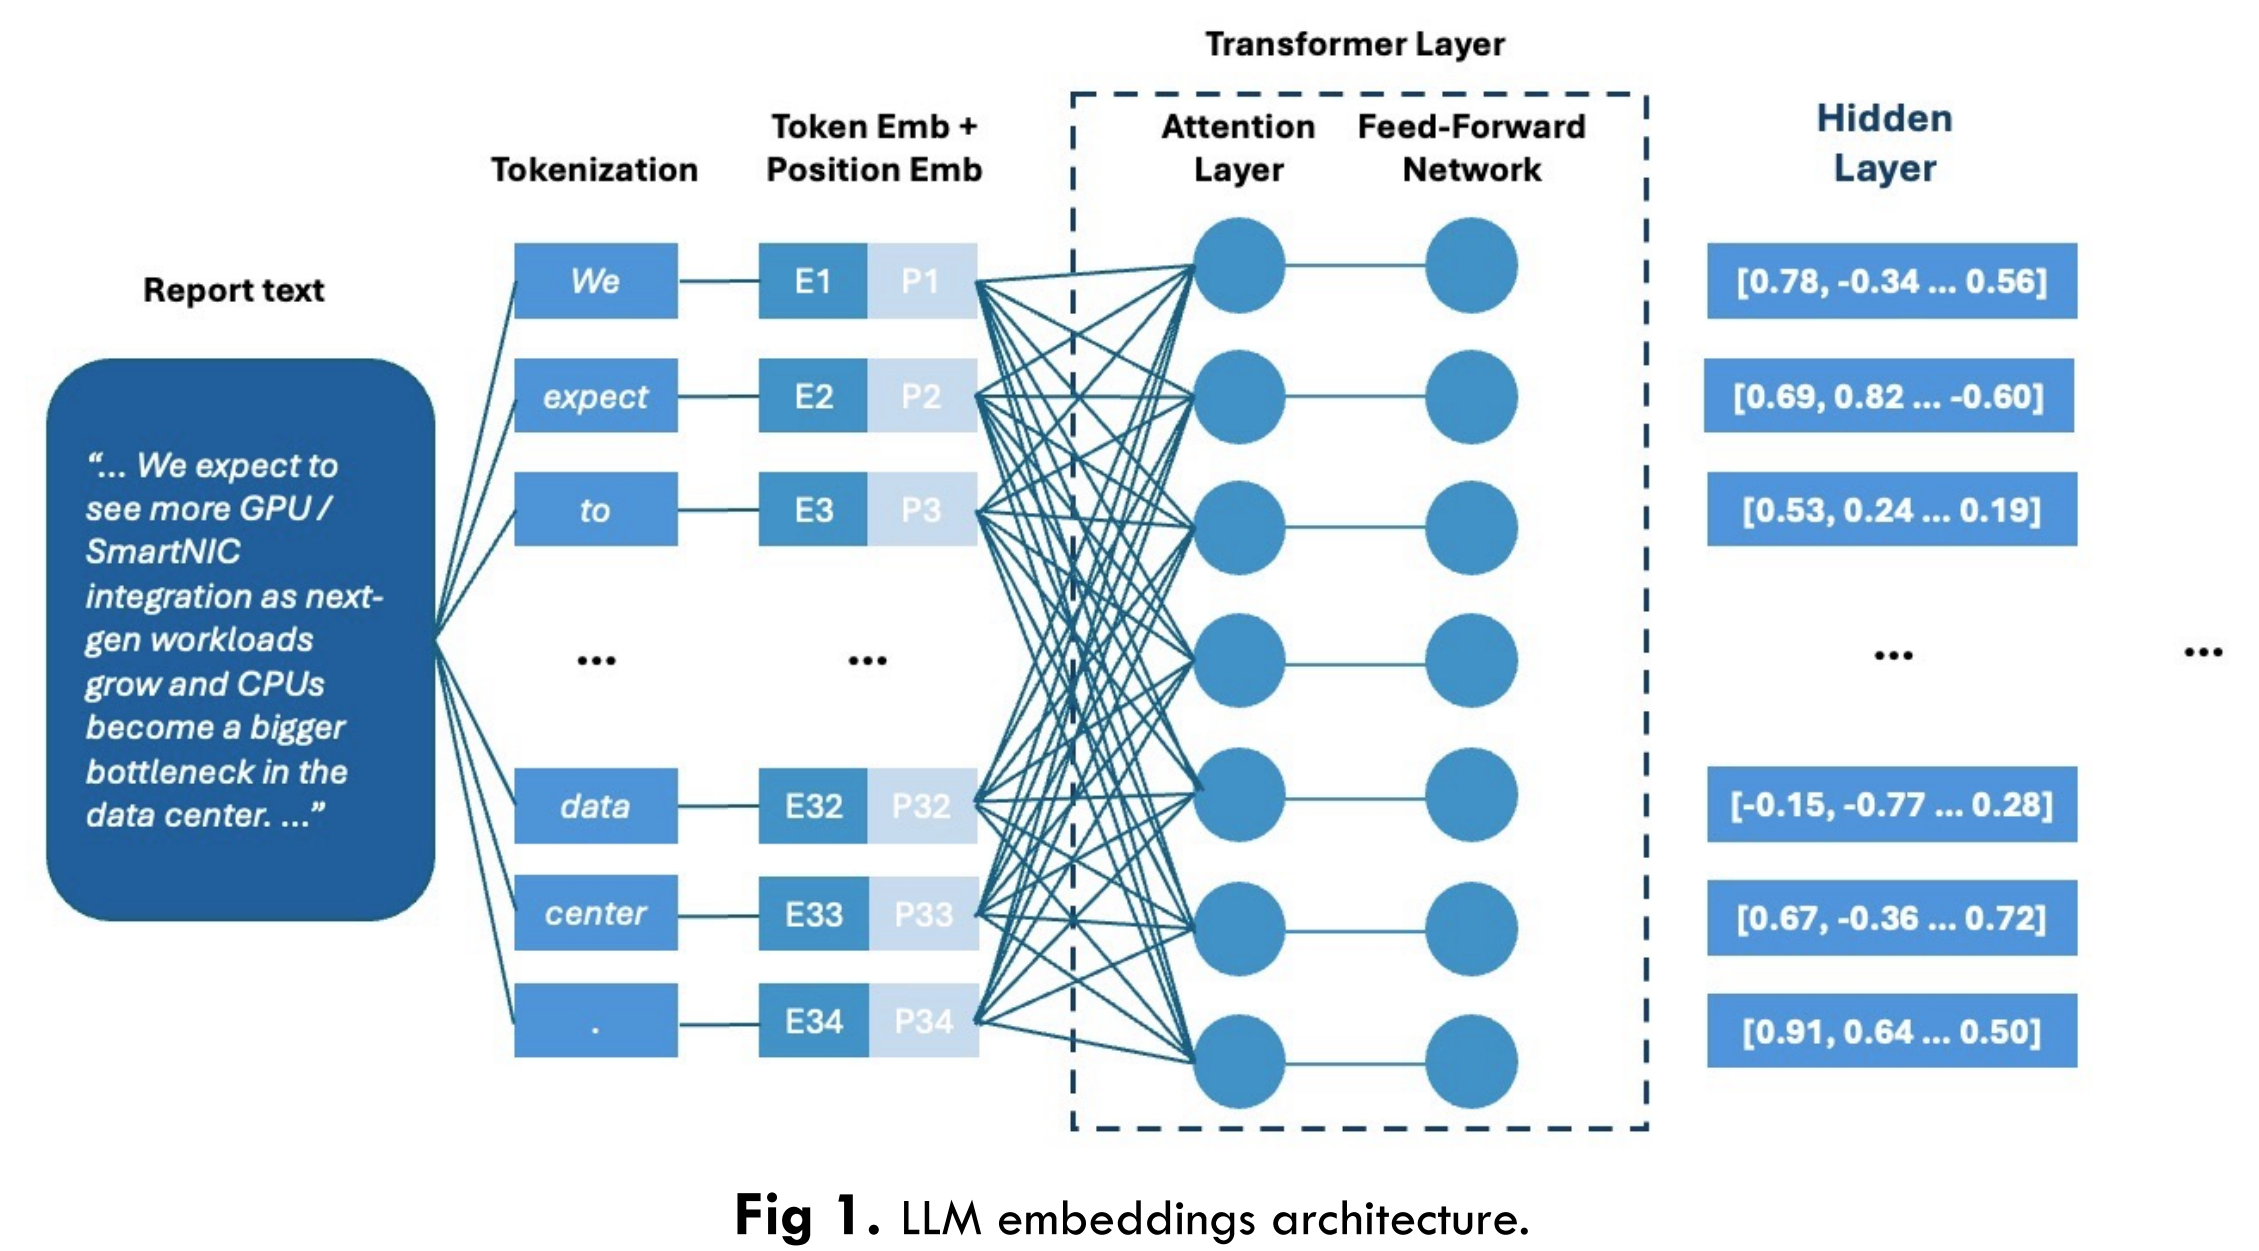 Transformer Layer
Report text
“... We expect to
see more GPU /
SmartNIC
integration as next-
gen workloads
grow and CPUs
become a bigger
bottleneck in the
data center. ...”
Tokenization
We
expect
to
...
data
center
.
Token Emb +
Position Emb
E1 P1
E2 P2
E3 P3
...
E32 P32
E33 P33
E34 P34
Attention
Layer
Feed-Forward
Network
Hidden
Layer
[0.78, -0.34 ... 0.56]
[0.69, 0.82 ... -0.60]
[0.53, 0.24 ... 0.19]
...
[-0.15, -0.77 ... 0.28]
[0.67, -0.36 ... 0.72]
[0.91, 0.64 ... 0.50]
...
Fig 1. LLM embeddings architecture.